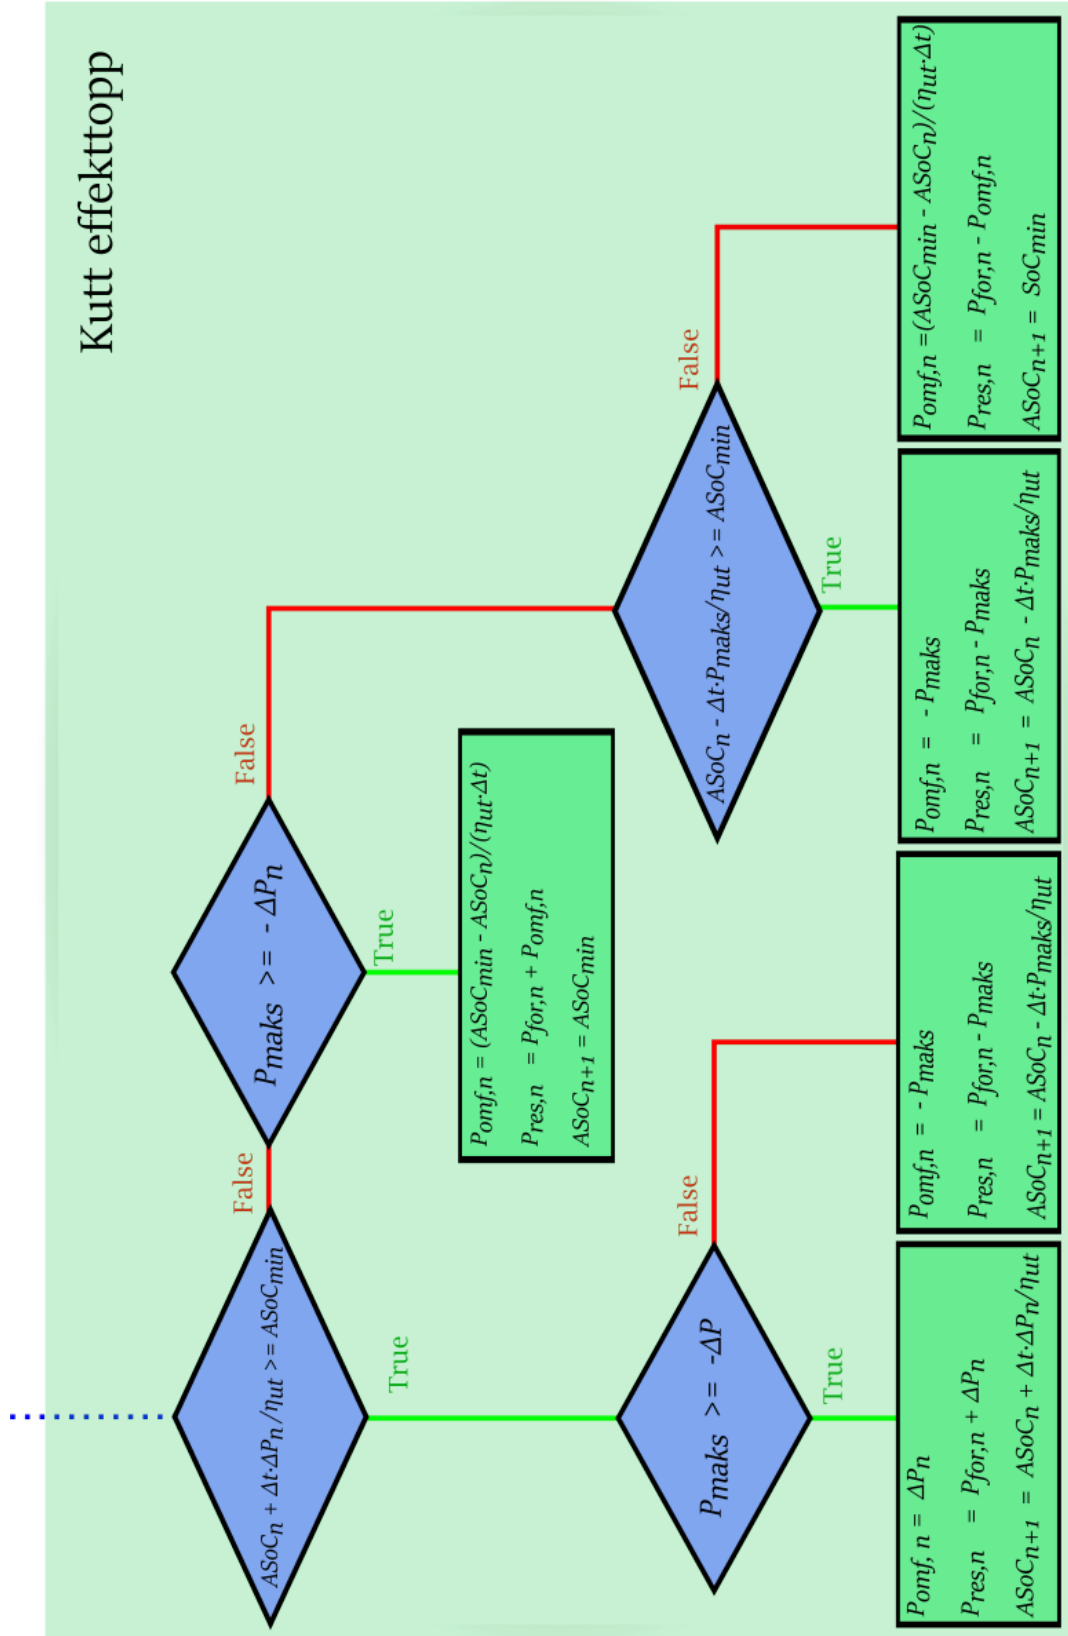 Kutt effekttopp
ASoCn + Δt·ΔPn /ηut >= ASoCmin
False
Pmaks >= - ΔPn
False
True
True
Pomf,n = (ASoCmin - ASoCn)/(ηut·Δt)
Pres,n = Pfor,n + Pomf,n
ASoCn+1 = ASoCmin
Pmaks >= -ΔP
False
True
ASoCn - Δt·Pmaks/ηut >= ASoCmin
False
True
Pomf, n = ΔPn
Pres,n = Pfor,n + ΔPn
ASoCn+1 = ASoCn + Δt·ΔPn/ηut
Pomf,n = - Pmaks
Pres,n = Pfor,n - Pmaks
ASoCn+1 = ASoCn - Δt·Pmaks/ηut
Pomf,n = - Pmaks
Pres,n = Pfor,n - Pmaks
ASoCn+1 = ASoCn - Δt·Pmaks/ηut
Pomf,n =(ASoCmin - ASoCn)/(ηut·Δt)
Pres,n = Pfor,n - Pomf,n
ASoCn+1 = SoCmin